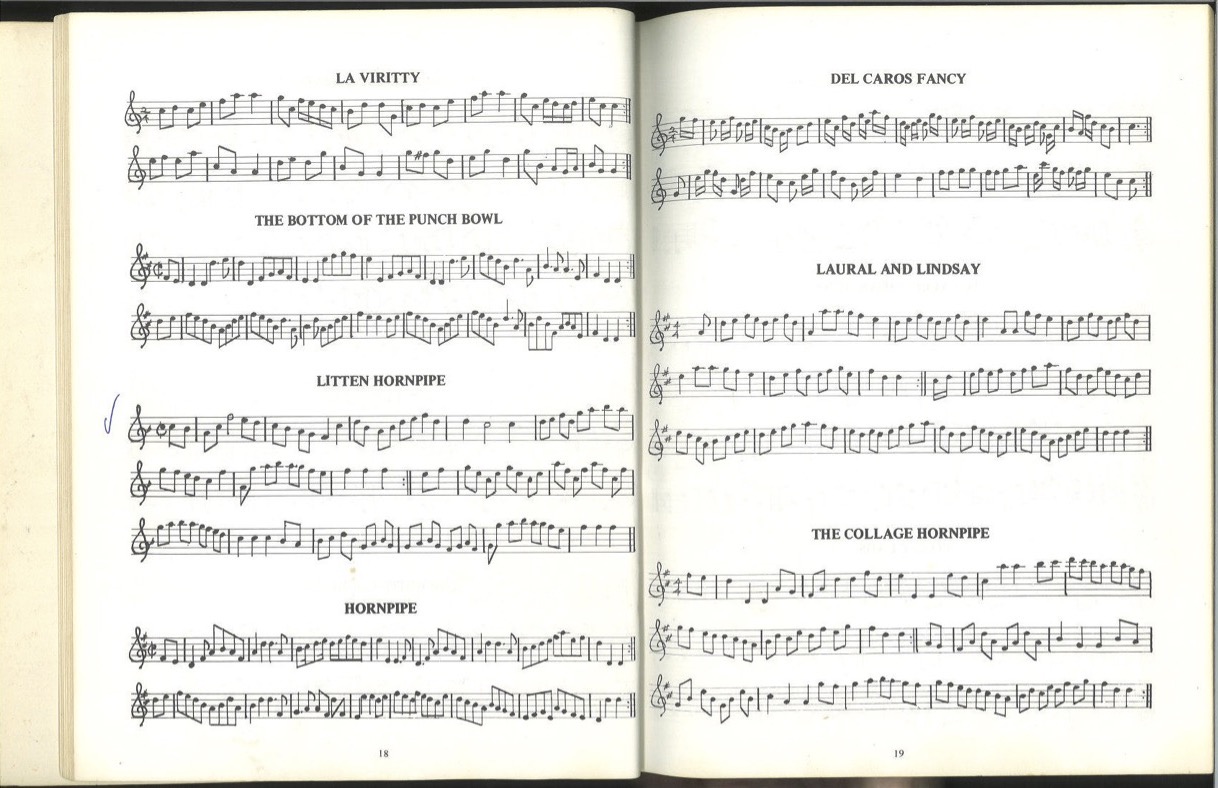 LA VIRITTY
THE BOTTOM OF THE PUNCH BOWL
LITTEN HORNPIPE
HORNPIPE
18
DEL CAROS FANCY
LAURAL AND LINDSAY
THE COLLAGE HORNPIPE
19